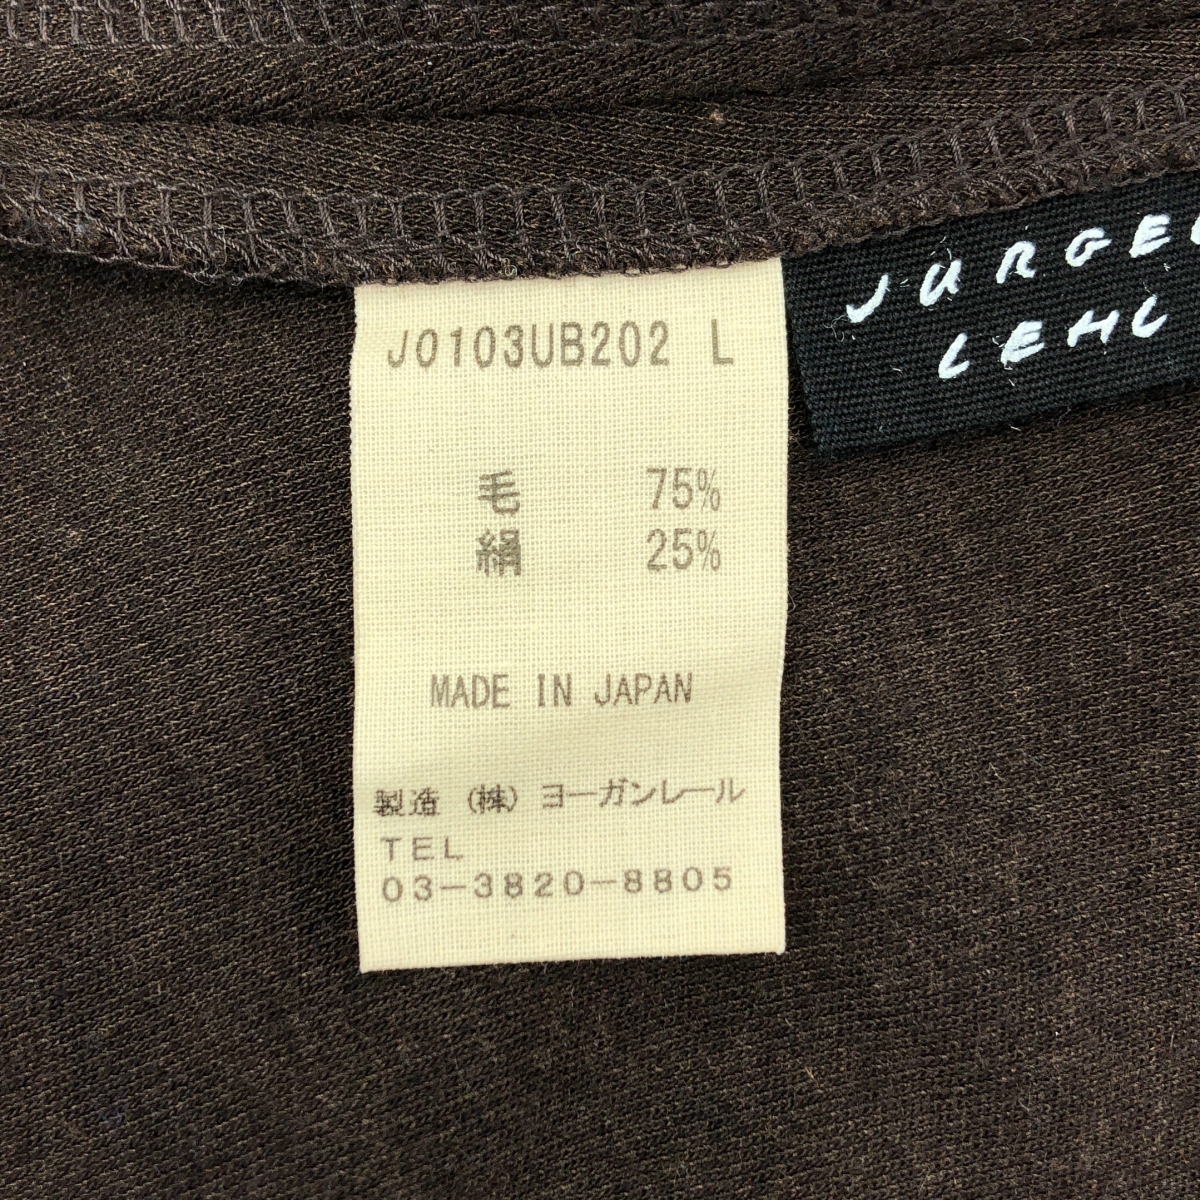 J0103UB202 L
毛 75%
絹 25%
MADE IN JAPAN
製造 (株) ヨーガンレール
TEL
03-3820-8805
JURGE
LEHL